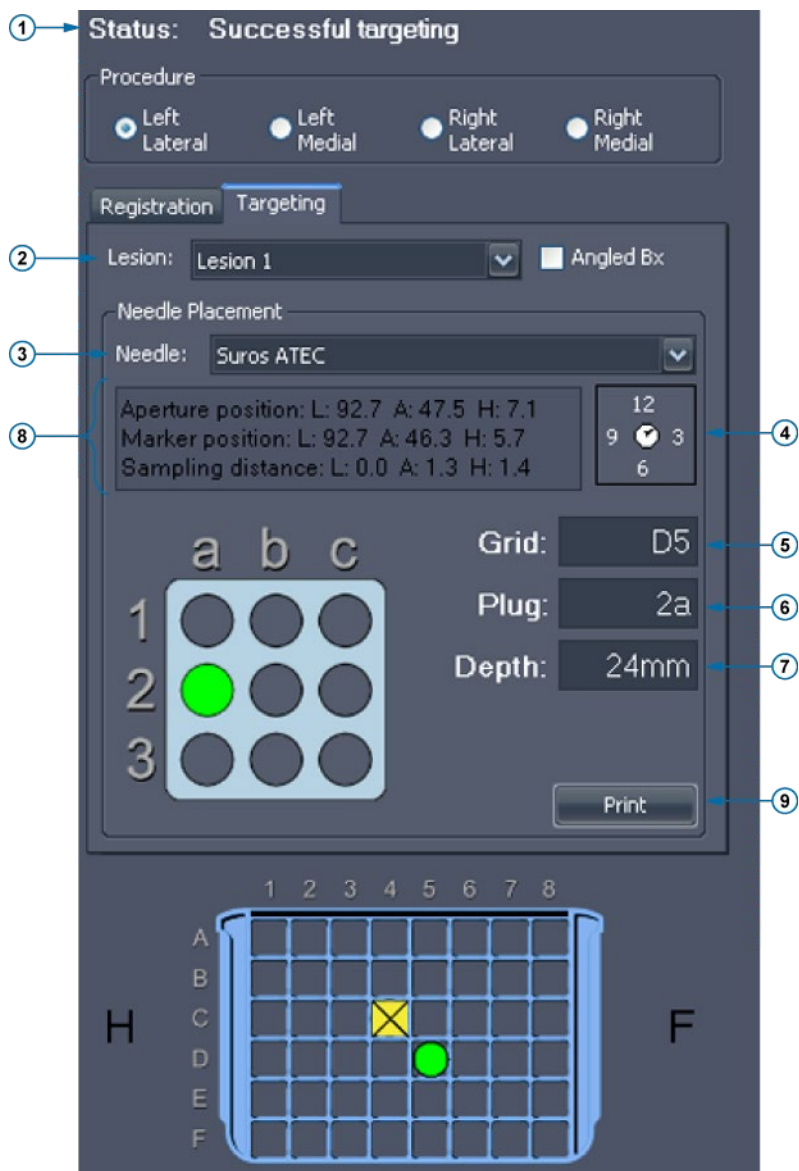 1 Status: Successful targeting
Procedure
Left Lateral
Left Medial
Right Lateral
Right Medial
Registration Targeting
2 Lesion: Lesion 1 Angled Bx
Needle Placement
3 Needle: Suros ATEC
8 Aperture position: L: 92.7 A: 47.5 H: 7.1
Marker position: L: 92.7 A: 46.3 H: 5.7
Sampling distance: L: 0.0 A: 1.3 H: 1.4
12
9 3 4
6
a b c
1
2
3
Grid: D5 5
Plug: 2a 6
Depth: 24mm 7
Print 9
1 2 3 4 5 6 7 8
A
B
C
D
E
F
H F